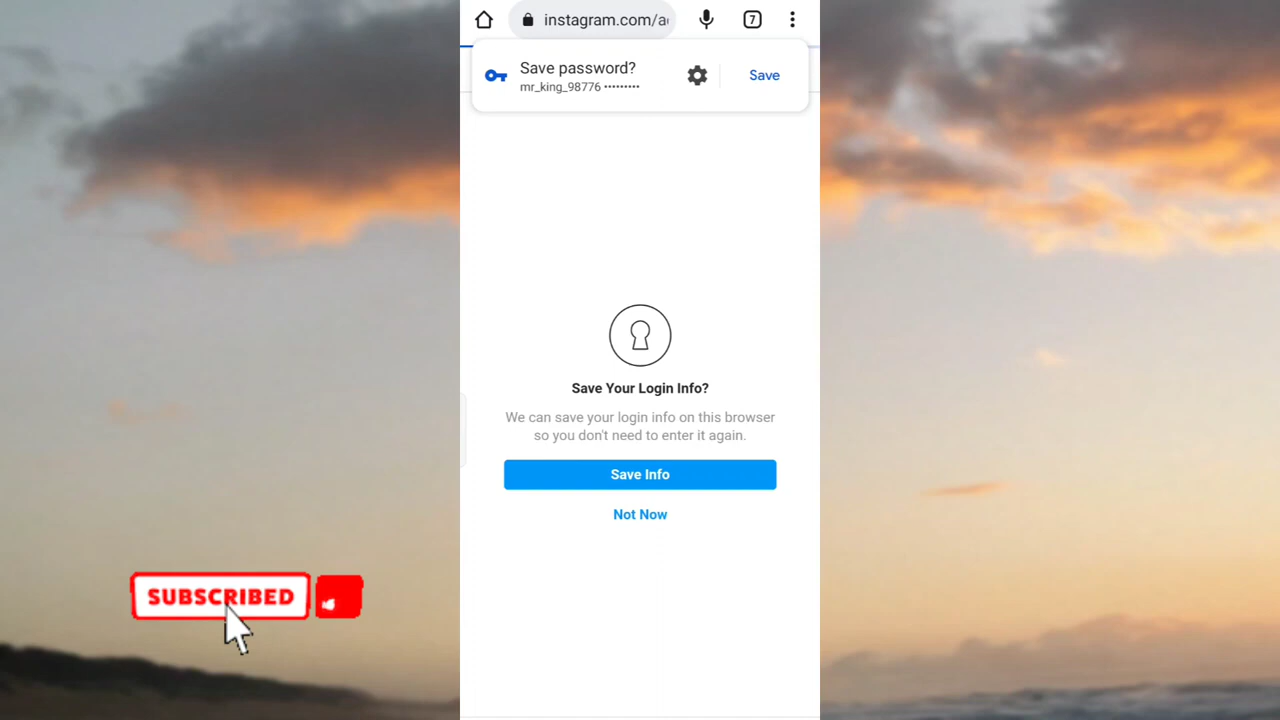 instagram.com/a
7
Save password?
mr_king_98776 •••••••••
Save
Save Your Login Info?
We can save your login info on this browser
so you don't need to enter it again.
Save Info
Not Now
SUBSCRIBED